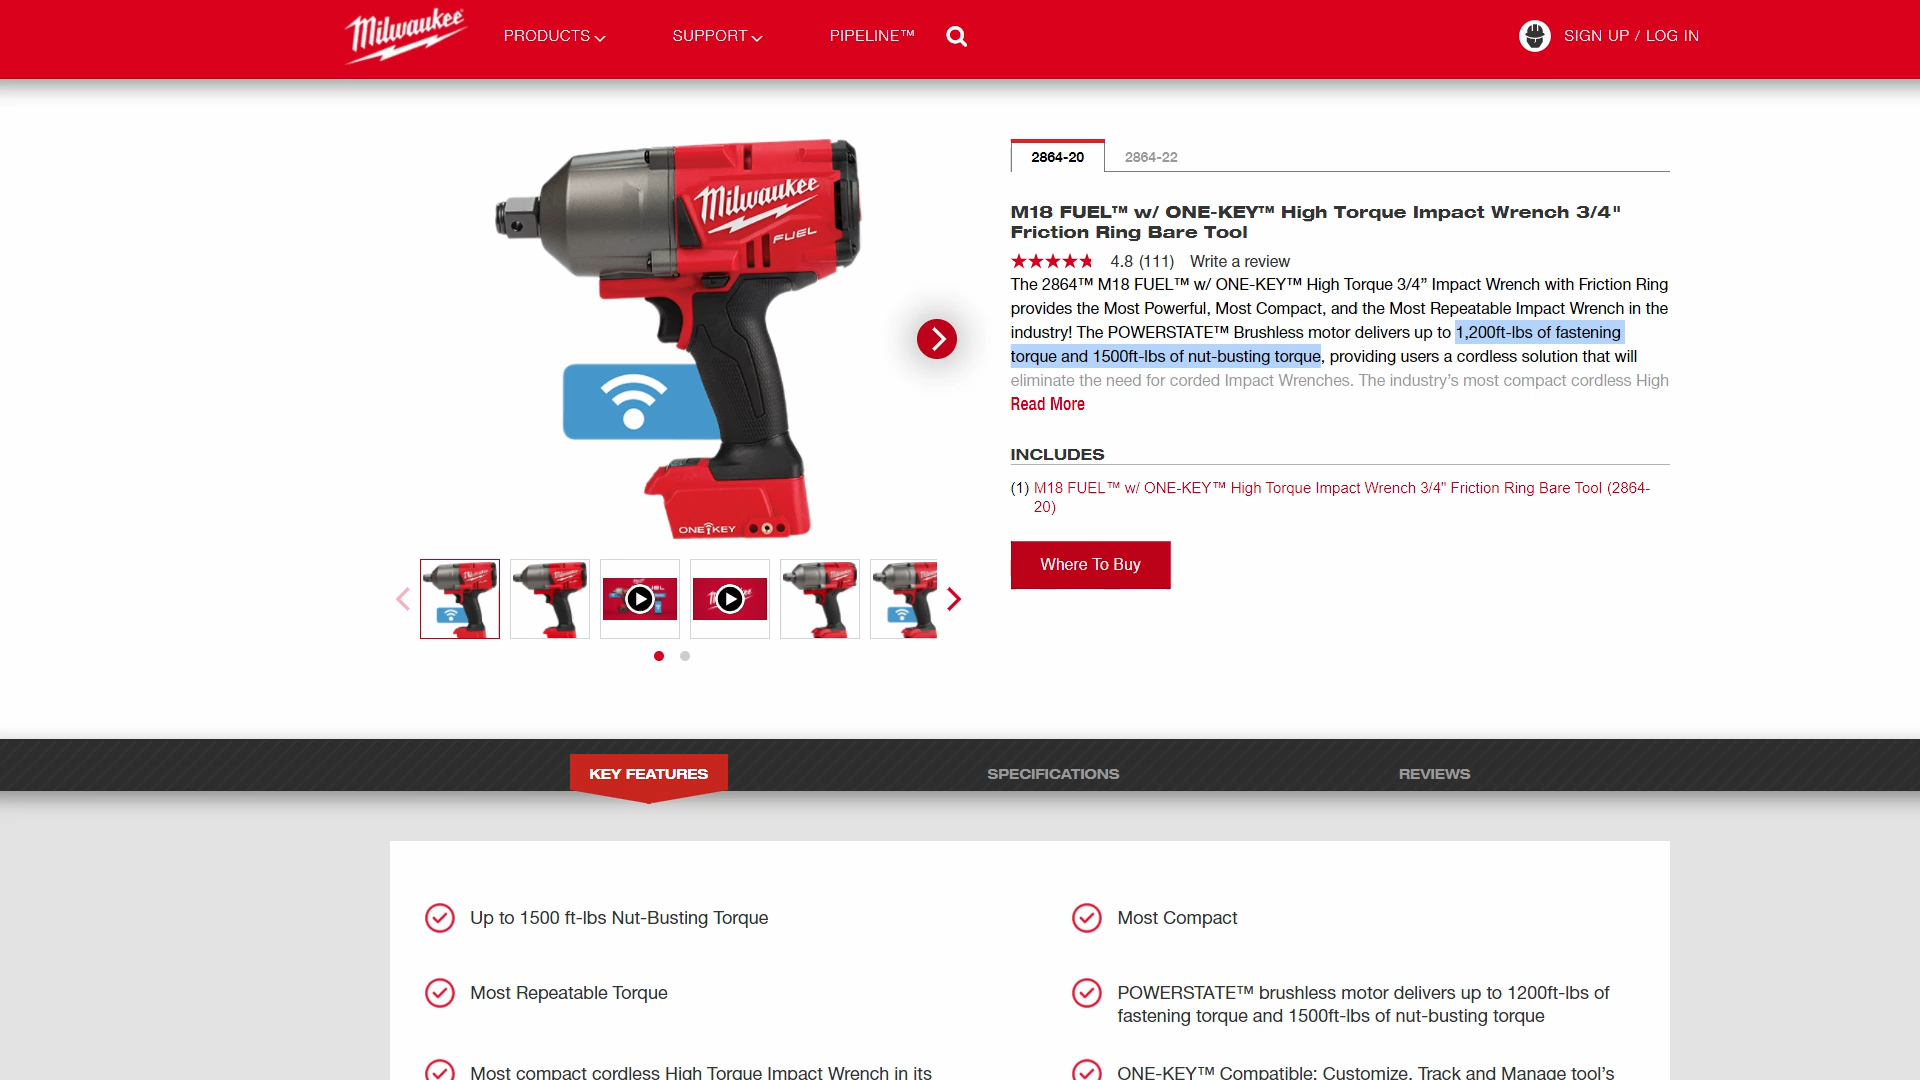 Milwaukee PRODUCTS SUPPORT PIPELINE™ SIGN UP / LOG IN
Milwaukee
FUEL
ONE KEY
2864-20 2864-22
M18 FUEL™ w/ ONE-KEY™ High Torque Impact Wrench 3/4"
Friction Ring Bare Tool
4.8 (111) Write a review
The 2864™ M18 FUEL™ w/ ONE-KEY™ High Torque 3/4” Impact Wrench with Friction Ring
provides the Most Powerful, Most Compact, and the Most Repeatable Impact Wrench in the
industry! The POWERSTATE™ Brushless motor delivers up to 1,200ft-lbs of fastening
torque and 1500ft-lbs of nut-busting torque, providing users a cordless solution that will
eliminate the need for corded Impact Wrenches. The industry’s most compact cordless High
Read More
INCLUDES
(1) M18 FUEL™ w/ ONE-KEY™ High Torque Impact Wrench 3/4" Friction Ring Bare Tool (2864-
20)
Where To Buy
KEY FEATURES SPECIFICATIONS REVIEWS
Up to 1500 ft-lbs Nut-Busting Torque
Most Compact
Most Repeatable Torque
POWERSTATE™ brushless motor delivers up to 1200ft-lbs of
fastening torque and 1500ft-lbs of nut-busting torque
Most compact cordless High Torque Impact Wrench in its
ONE-KEY™ Compatible: Customize, Track and Manage tool’s